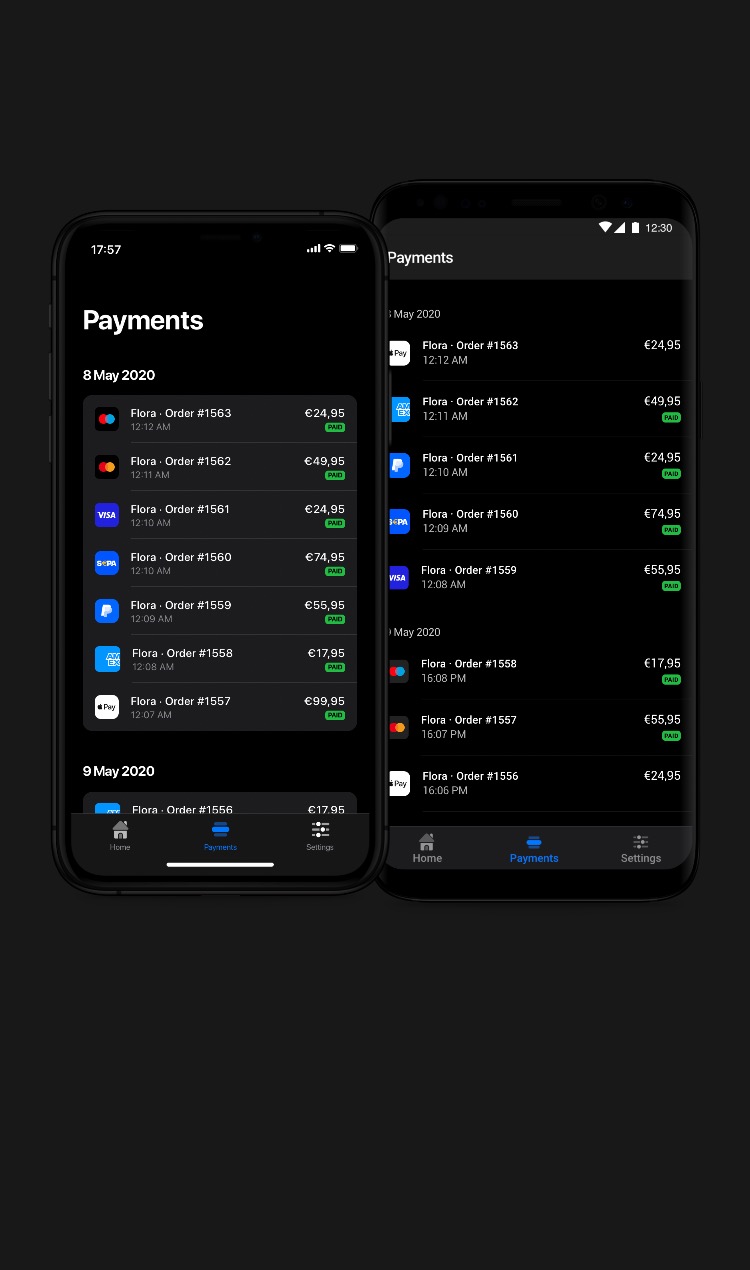 17:57
Payments
8 May 2020
Flora · Order #1563 €24,95
12:12 AM PAID
Flora · Order #1562 €49,95
12:11 AM PAID
VISA Flora · Order #1561 €24,95
12:10 AM PAID
S€PA Flora · Order #1560 €74,95
12:10 AM PAID
Flora · Order #1559 €55,95
12:09 AM PAID
AM EX Flora · Order #1558 €17,95
12:08 AM PAID
Pay Flora · Order #1557 €99,95
12:07 AM PAID
9 May 2020
Flora · Order #1556 €17,95
Home Payments Settings
12:30
Payments
May 2020
Pay Flora · Order #1563 €24,95
12:12 AM
AM EX Flora · Order #1562 €49,95
12:11 AM PAID
Flora · Order #1561 €24,95
12:10 AM PAID
S€PA Flora · Order #1560 €74,95
12:09 AM PAID
VISA Flora · Order #1559 €55,95
12:08 AM PAID
May 2020
Flora · Order #1558 €17,95
16:08 PM PAID
Flora · Order #1557 €55,95
16:07 PM PAID
Pay Flora · Order #1556 €24,95
16:06 PM
Home Payments Settings